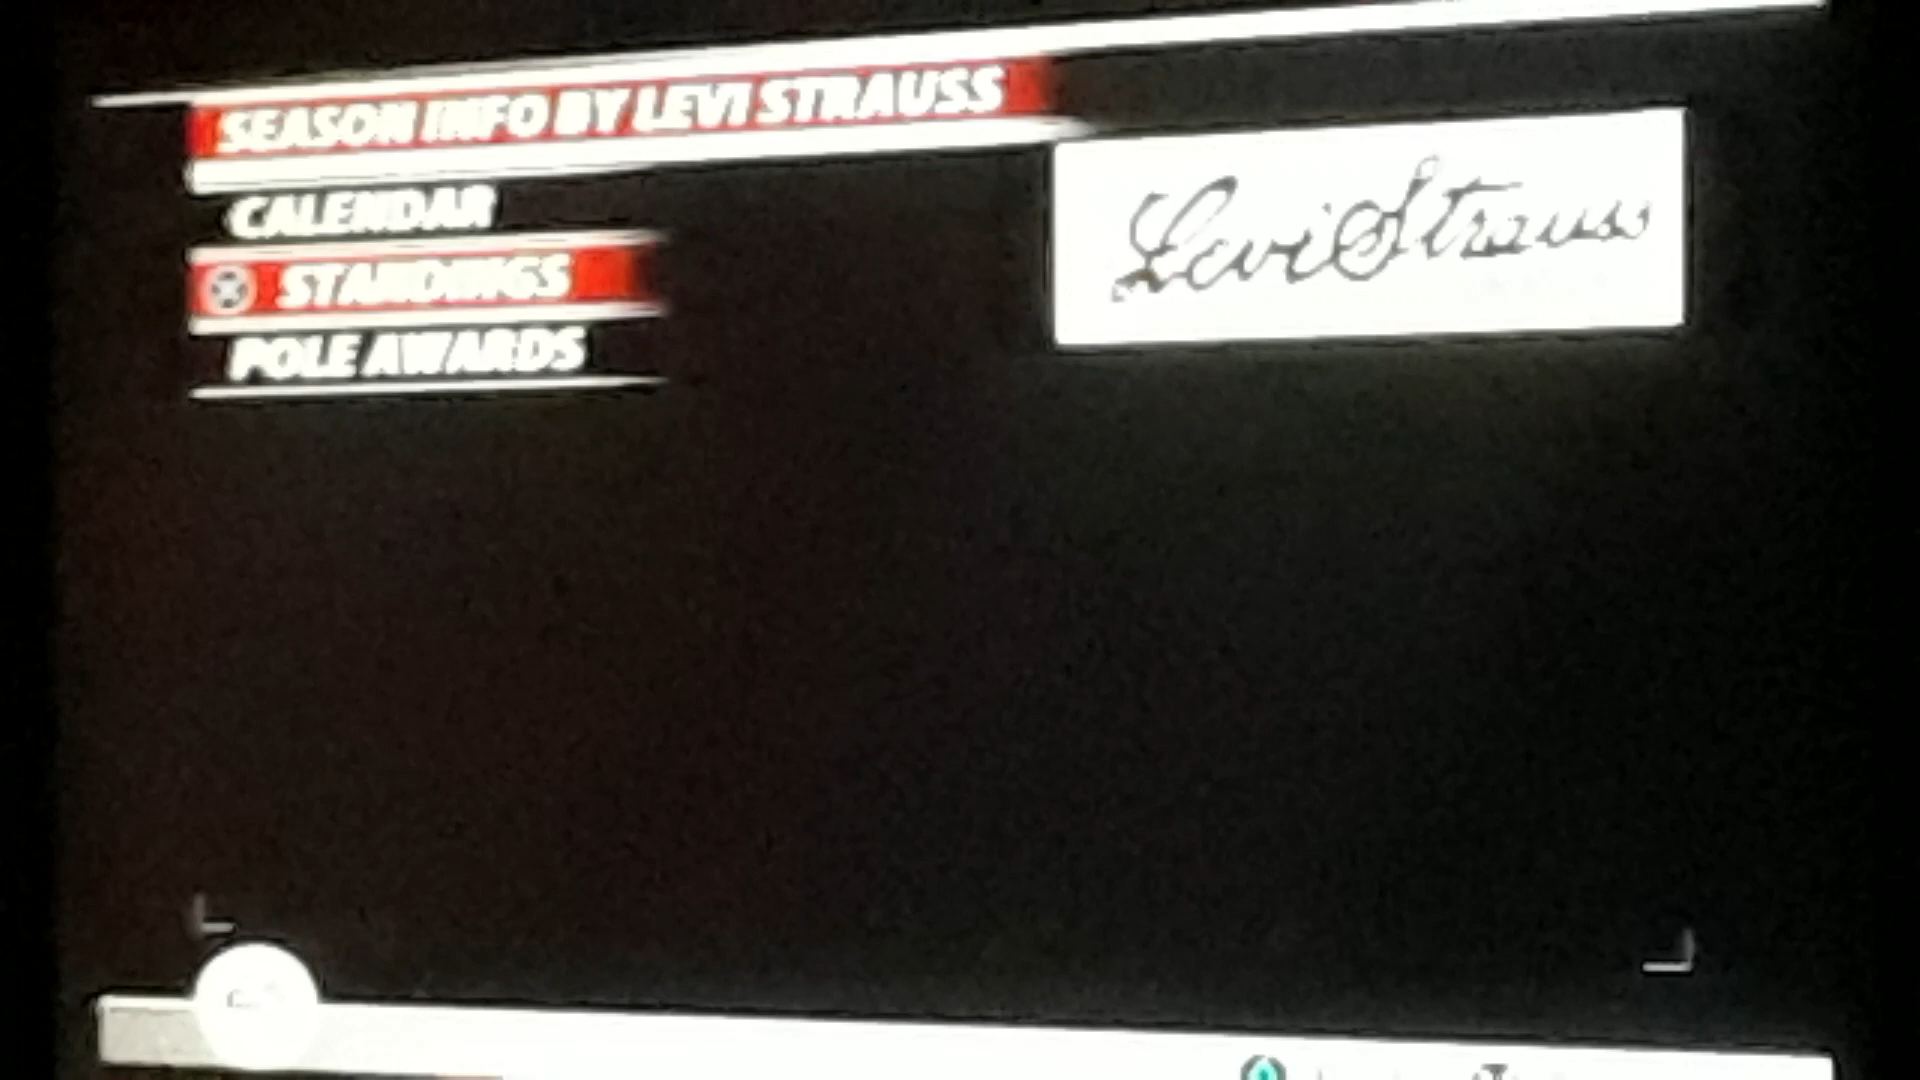 SEASON INFO BY LEVI STRAUSS
CALENDAR
STANDINGS
POLE AWARDS
Levi Strauss